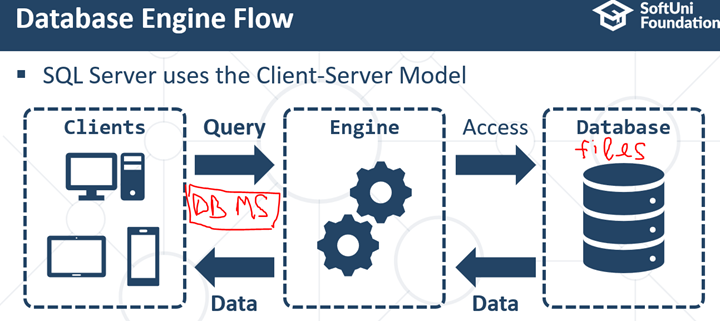 Database Engine Flow
SoftUni
Foundation
▪ SQL Server uses the Client-Server Model
Clients
Query
Engine
Access
Database
files
DBMS
Data
Data